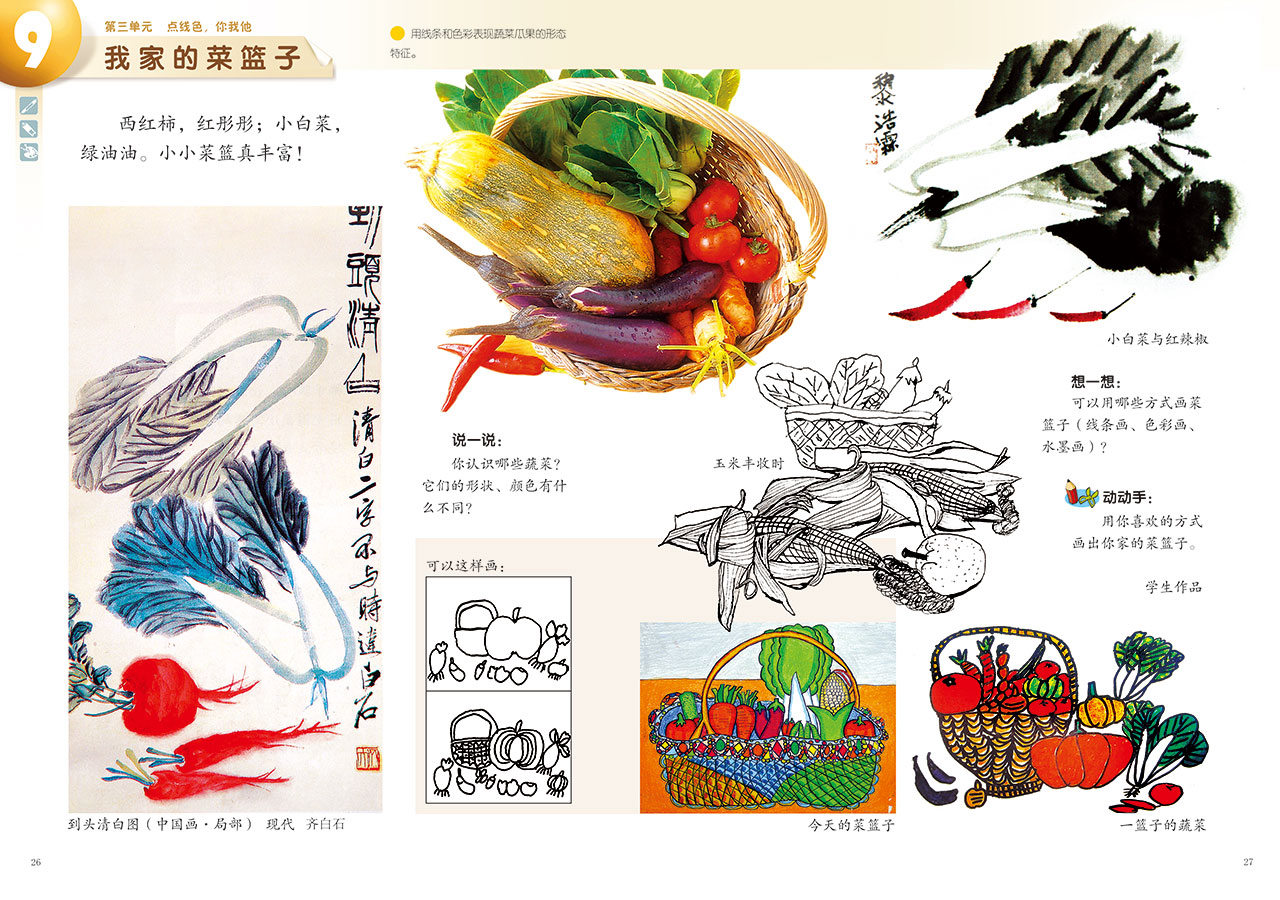 9
第三单元 点线色，你我他
我家的菜篮子
西红柿，红彤彤；小白菜，
绿油油。小小菜篮真丰富！
到头清白图（中国画·局部） 现代 齐白石
26
用线条和色彩表现蔬菜瓜果的形态
特征。
说一说：
你认识哪些蔬菜？
它们的形状、颜色有什
么不同？
可以这样画：
玉米丰收时
今天的菜篮子
小白菜与红辣椒
想一想：
可以用哪些方式画菜
篮子（线条画、色彩画、
水墨画）？
动动手：
用你喜欢的方式
画出你家的菜篮子。
学生作品
一篮子的蔬菜
27
頭清山
清白二字不与時違白石
浩霖